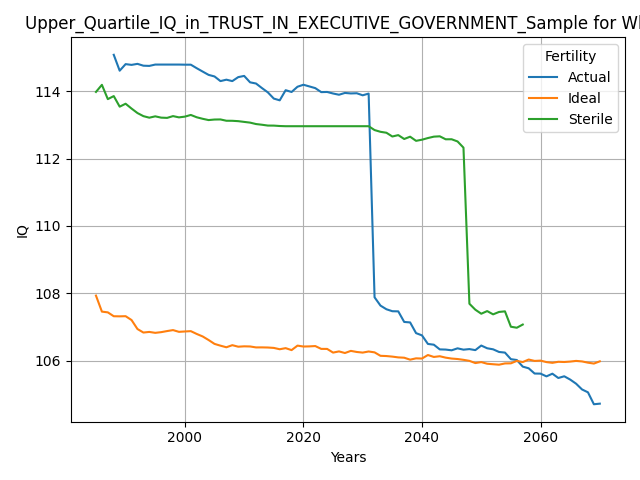 Upper_Quartile_IQ_in_TRUST_IN_EXECUTIVE_GOVERNMENT_Sample for Wh
Fertility
Actual
Ideal
Sterile
114
112
110
108
106
IQ
2000
2020
2040
2060
Years